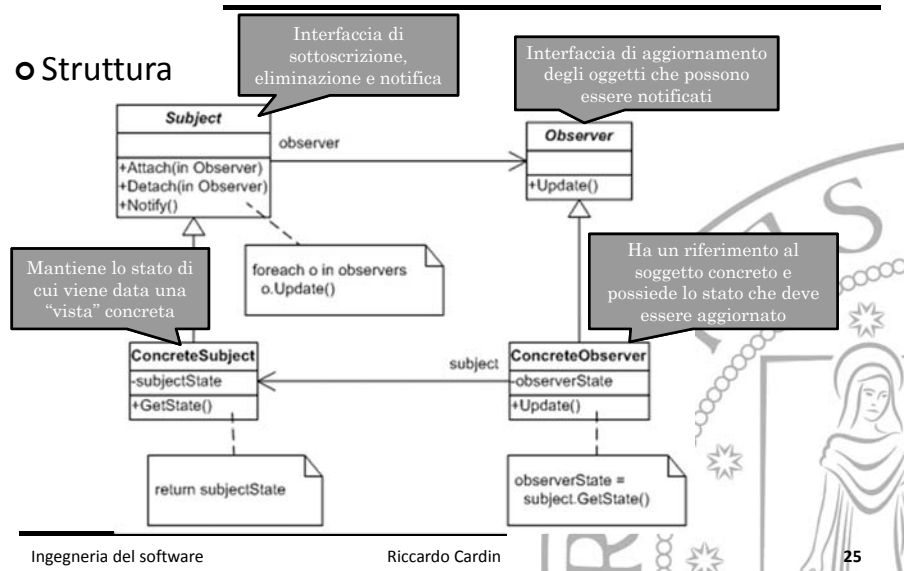 Struttura
Interfaccia di
sottoscrizione,
eliminazione e notifica
Interfaccia di aggiornamento
degli oggetti che possono
essere notificati
Subject
+Attach(in Observer)
+Detach(in Observer)
+Notify()
observer
Observer
+Update()
foreach o in observers
o.Update()
Mantiene lo stato di
cui viene data una
“vista” concreta
Ha un riferimento al
soggetto concreto e
possiede lo stato che deve
essere aggiornato
ConcreteSubject
-subjectState
+GetState()
subject
ConcreteObserver
-observerState
+Update()
return subjectState
observerState =
subject.GetState()
Ingegneria del software
Riccardo Cardin
25